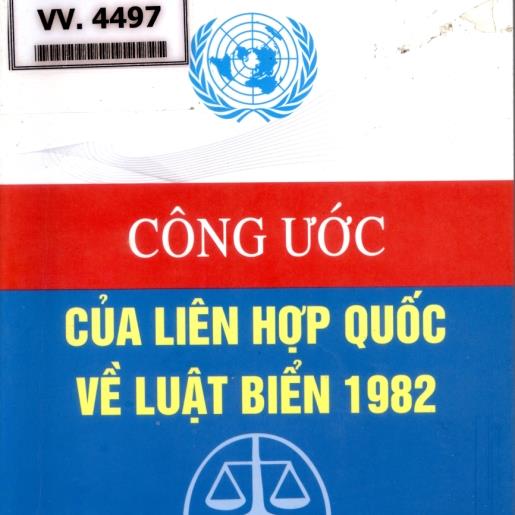 VV. 4497
CÔNG ƯỚC
CỦA LIÊN HỢP QUỐC
VỀ LUẬT BIỂN 1982